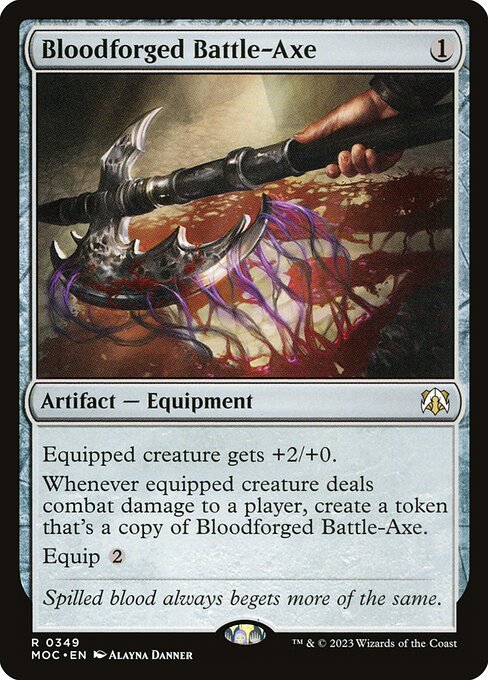 Bloodforged Battle-Axe 1
Artifact — Equipment
Equipped creature gets +2/+0.
Whenever equipped creature deals
combat damage to a player, create a token
that's a copy of Bloodforged Battle-Axe.
Equip 2
Spilled blood always begets more of the same.
R 0349
MOC • EN Alayna Danner
™ & © 2023 Wizards of the Coast